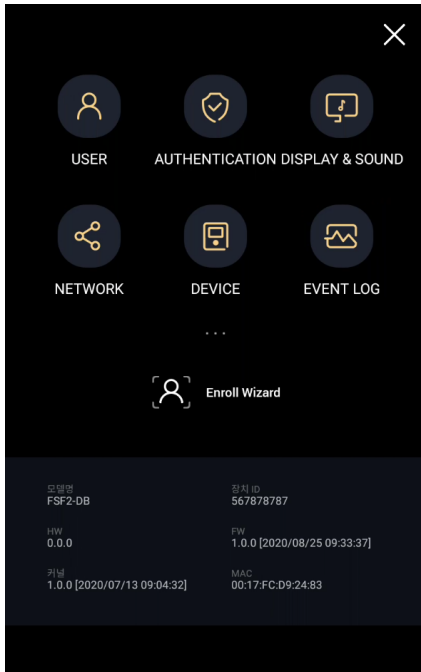 USER
AUTHENTICATION
DISPLAY & SOUND
NETWORK
DEVICE
EVENT LOG
...
Enroll Wizard
모델명
FSF2-DB
장치 ID
567878787
HW
0.0.0
FW
1.0.0 [2020/08/25 09:33:37]
커널
1.0.0 [2020/07/13 09:04:32]
MAC
00:17:FC:D9:24:83